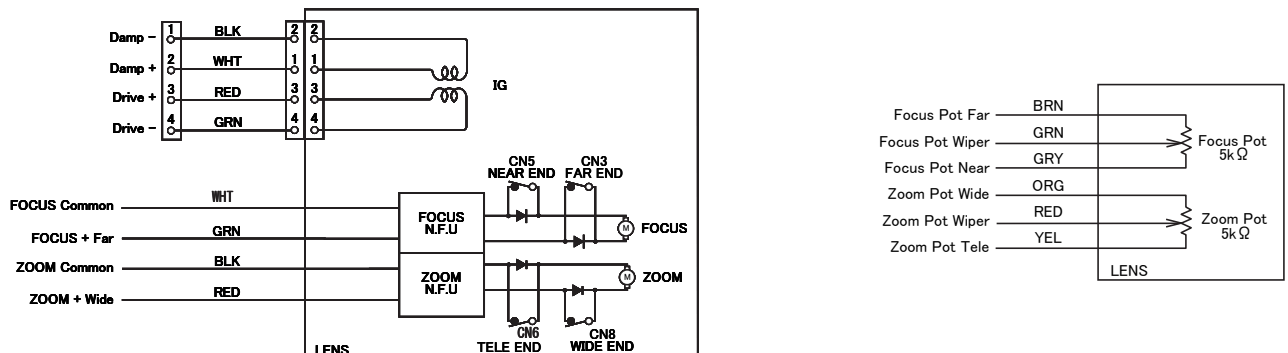 Damp - 1 BLK 2 2
Damp + 2 WHT 1 1
Drive + 3 RED 3 3
Drive - 4 GRN 4 4
IG
CN5 CN3
NEAR END FAR END
FOCUS Common WHT
FOCUS + Far GRN
FOCUS
N.F.U
M FOCUS
ZOOM Common BLK
ZOOM + Wide RED
ZOOM
N.F.U
M ZOOM
CN6 CN8
TELE END WIDE END
LENS
Focus Pot Far BRN
Focus Pot Wiper GRN
Focus Pot Near GRY
Focus Pot
5kΩ
Zoom Pot Wide ORG
Zoom Pot Wiper RED
Zoom Pot Tele YEL
Zoom Pot
5kΩ
LENS